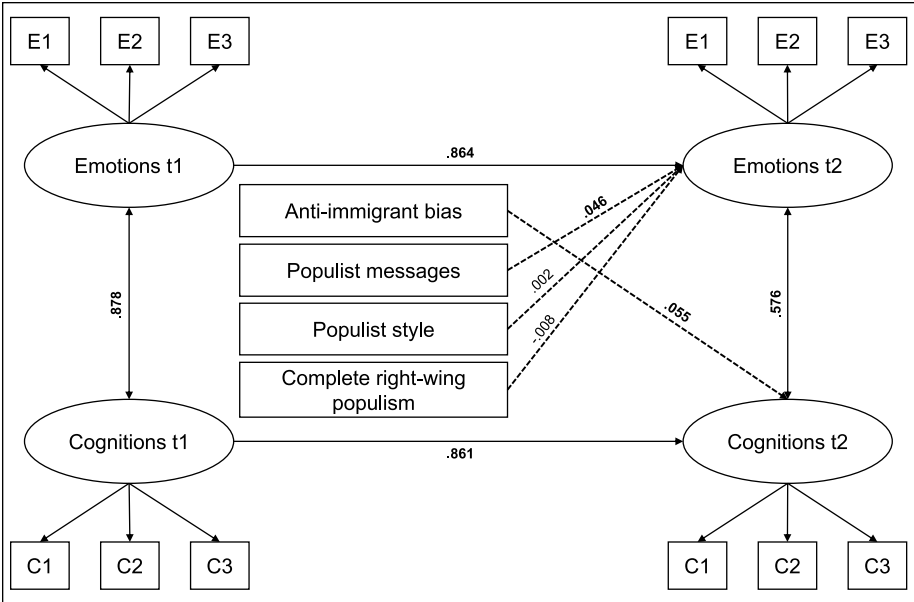 E1 E2 E3 E1 E2 E3
Emotions t1 .864 Emotions t2
Anti-immigrant bias
.046
Populist messages
.002
.878
.576
.055
Populist style
-.008
Complete right-wing
populism
Cognitions t1 .861 Cognitions t2
C1 C2 C3 C1 C2 C3